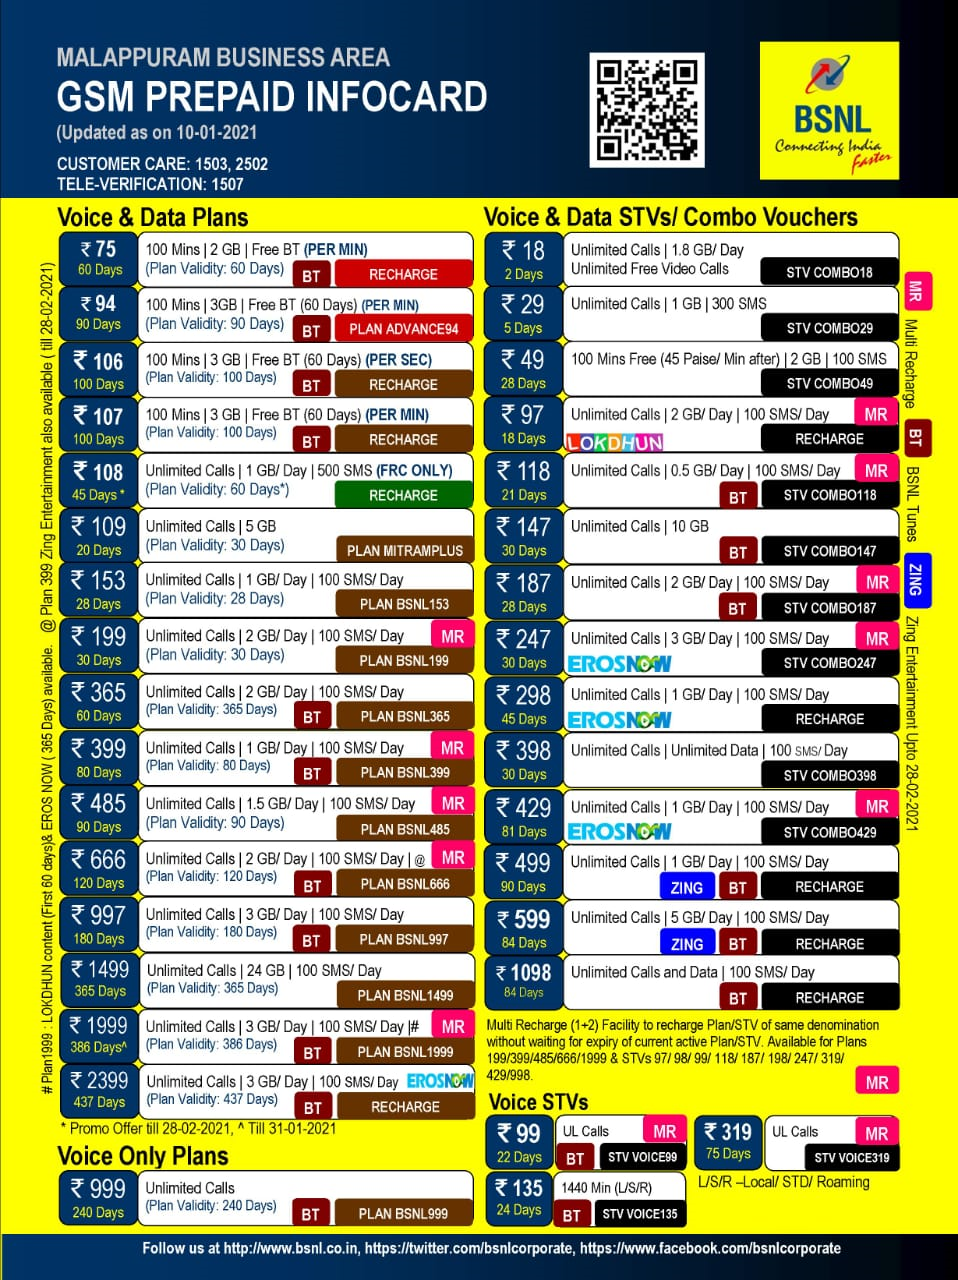 MALAPPURAM BUSINESS AREA
GSM PREPAID INFOCARD
(Updated as on 10-01-2021
CUSTOMER CARE: 1503, 2502
TELE-VERIFICATION: 1507
BSNL
Connecting India
Faster
Voice & Data Plans
₹ 75
60 Days
100 Mins | 2 GB | Free BT (PER MIN)
(Plan Validity: 60 Days) BT RECHARGE
₹ 94
90 Days
100 Mins | 3GB | Free BT (60 Days) (PER MIN)
(Plan Validity: 90 Days) BT PLAN ADVANCE94
₹ 106
100 Days
100 Mins | 3 GB | Free BT (60 Days) (PER SEC)
(Plan Validity: 100 Days) BT RECHARGE
₹ 107
100 Days
100 Mins | 3 GB | Free BT (60 Days) (PER MIN)
(Plan Validity: 100 Days) BT RECHARGE
₹ 108
45 Days *
Unlimited Calls | 1 GB/ Day | 500 SMS (FRC ONLY)
(Plan Validity: 60 Days*) RECHARGE
₹ 109
20 Days
Unlimited Calls | 5 GB
(Plan Validity: 30 Days) PLAN MITRAMPLUS
₹ 153
28 Days
Unlimited Calls | 1 GB/ Day | 100 SMS/ Day
(Plan Validity: 28 Days) PLAN BSNL153
₹ 199
30 Days
Unlimited Calls | 2 GB/ Day | 100 SMS/ Day MR
(Plan Validity: 30 Days) PLAN BSNL199
₹ 365
60 Days
Unlimited Calls | 2 GB/ Day | 100 SMS/ Day
(Plan Validity: 365 Days) BT PLAN BSNL365
₹ 399
80 Days
Unlimited Calls | 1 GB/ Day | 100 SMS/ Day MR
(Plan Validity: 80 Days) BT PLAN BSNL399
₹ 485
90 Days
Unlimited Calls | 1.5 GB/ Day | 100 SMS/ Day MR
(Plan Validity: 90 Days) PLAN BSNL485
₹ 666
120 Days
Unlimited Calls | 2 GB/ Day | 100 SMS/ Day | @ MR
(Plan Validity: 120 Days) BT PLAN BSNL666
₹ 997
180 Days
Unlimited Calls | 3 GB/ Day | 100 SMS/ Day
(Plan Validity: 180 Days) BT PLAN BSNL997
₹ 1499
365 Days
Unlimited Calls | 24 GB | 100 SMS/ Day
(Plan Validity: 365 Days) PLAN BSNL1499
₹ 1999
386 Days^
Unlimited Calls | 3 GB/ Day | 100 SMS/ Day |# MR
(Plan Validity: 386 Days) BT PLAN BSNL1999
₹ 2399
437 Days
Unlimited Calls | 3 GB/ Day | 100 SMS/ Day EROSNOW
(Plan Validity: 437 Days) BT RECHARGE
* Promo Offer till 28-02-2021, ^ Till 31-01-2021
Voice Only Plans
₹ 999
240 Days
Unlimited Calls
(Plan Validity: 240 Days) BT PLAN BSNL999
# Plan1999 : LOKDHUN content (First 60 days)& EROS NOW ( 365 Days) available. @ Plan 399 Zing Entertainment also available ( till 28-02-2021)
Voice & Data STVs/ Combo Vouchers
₹ 18
2 Days
Unlimited Calls | 1.8 GB/ Day
Unlimited Free Video Calls STV COMBO18
₹ 29
5 Days
Unlimited Calls | 1 GB | 300 SMS
STV COMBO29
₹ 49
28 Days
100 Mins Free (45 Paise/ Min after) | 2 GB | 100 SMS
STV COMBO49
₹ 97
18 Days
Unlimited Calls | 2 GB/ Day | 100 SMS/ Day MR
LOKDHUN RECHARGE
₹ 118
21 Days
Unlimited Calls | 0.5 GB/ Day | 100 SMS/ Day MR
BT STV COMBO118
₹ 147
30 Days
Unlimited Calls | 10 GB
BT STV COMBO147
₹ 187
28 Days
Unlimited Calls | 2 GB/ Day | 100 SMS/ Day MR
BT STV COMBO187
₹ 247
30 Days
Unlimited Calls | 3 GB/ Day | 100 SMS/ Day MR
EROSNOW STV COMBO247
₹ 298
45 Days
Unlimited Calls | 1 GB/ Day | 100 SMS/ Day
EROSNOW RECHARGE
₹ 398
30 Days
Unlimited Calls | Unlimited Data | 100 SMS/ Day
STV COMBO398
₹ 429
81 Days
Unlimited Calls | 1 GB/ Day | 100 SMS/ Day MR
EROSNOW STV COMBO429
₹ 499
90 Days
Unlimited Calls | 1 GB/ Day | 100 SMS/ Day
ZING BT RECHARGE
₹ 599
84 Days
Unlimited Calls | 5 GB/ Day | 100 SMS/ Day
ZING BT RECHARGE
₹ 1098
84 Days
Unlimited Calls and Data | 100 SMS/ Day
BT RECHARGE
Multi Recharge (1+2) Facility to recharge Plan/STV of same denomination
without waiting for expiry of current active Plan/STV. Available for Plans
199/399/485/666/1999 & STVs 97/ 98/ 99/ 118/ 187/ 198/ 247/ 319/
429/998. MR
Voice STVs
₹ 99
22 Days
UL Calls MR
BT STV VOICE99
₹ 319
75 Days
UL Calls MR
STV VOICE319
₹ 135
24 Days
1440 Min (L/S/R)
BT STV VOICE135
L/S/R –Local/ STD/ Roaming
MR Multi Recharge BT BSNL Tunes ZING Zing Entertainment Upto 28-02-2021
Follow us at http://www.bsnl.co.in, https://twitter.com/bsnlcorporate, https://www.facebook.com/bsnlcorporate